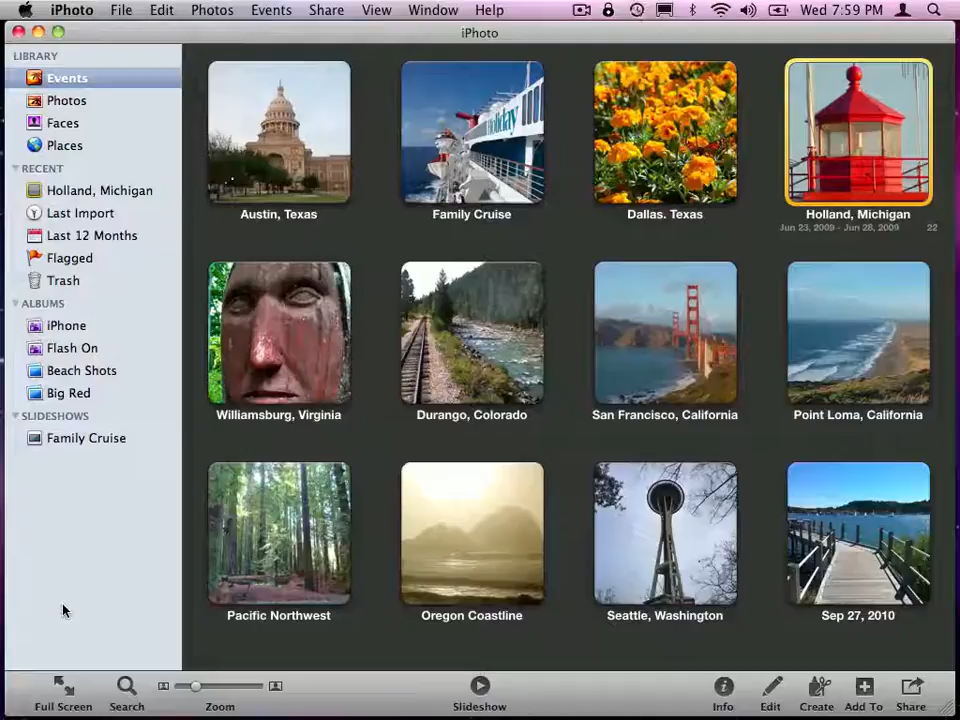 iPhoto File Edit Photos Events Share View Window Help Wed 7:59 PM
iPhoto
LIBRARY
Events
Photos
Faces
Places
RECENT
Holland, Michigan
Last Import
Last 12 Months
Flagged
Trash
ALBUMS
iPhone
Flash On
Beach Shots
Big Red
SLIDESHOWS
Family Cruise
Holiday
Austin, Texas Family Cruise Dallas. Texas Holland, Michigan
Jun 23, 2009 - Jun 28, 2009 22
Williamsburg, Virginia Durango, Colorado San Francisco, California Point Loma, California
Pacific Northwest Oregon Coastline Seattle, Washington Sep 27, 2010
Full Screen Search Zoom Slideshow Info Edit Create Add To Share